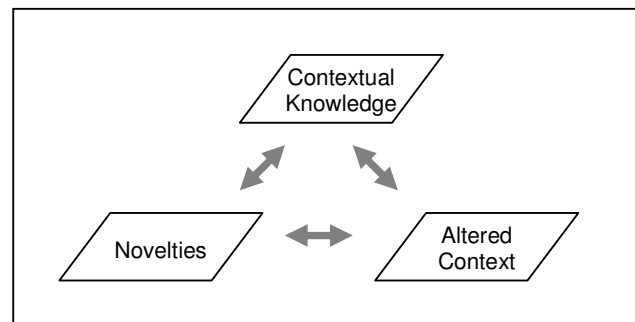 Contextual
Knowledge
Novelties
Altered
Context